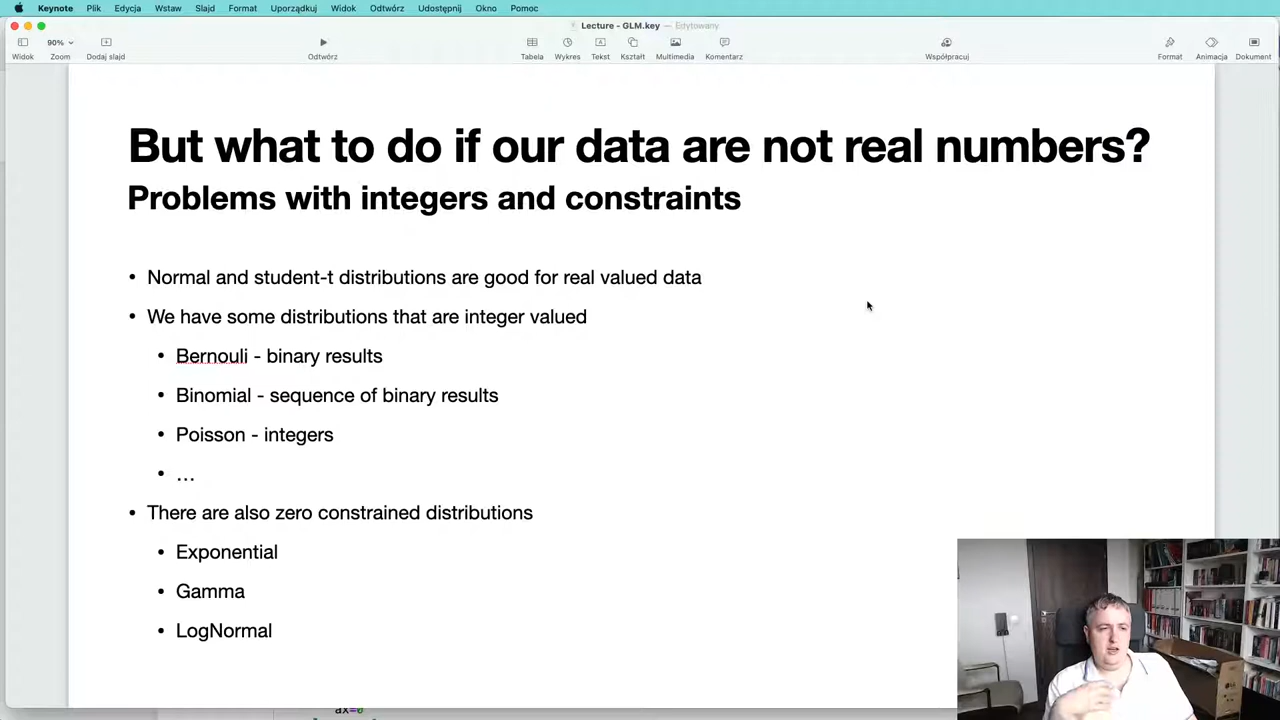 Keynote Plik Edycja Wstaw Slajd Format Uporządkuj Widok Odtwórz Udostępnij Okno Pomoc
Lecture - GLM.key — Edytowany
90%
Widok Zoom Dodaj slajd Odtwórz Tabela Wykres Tekst Kształt Multimedia Komentarz Współpracuj Format Animacja Dokument
But what to do if our data are not real numbers?
Problems with integers and constraints
• Normal and student-t distributions are good for real valued data
• We have some distributions that are integer valued
• Bernouli - binary results
• Binomial - sequence of binary results
• Poisson - integers
• …
• There are also zero constrained distributions
• Exponential
• Gamma
• LogNormal